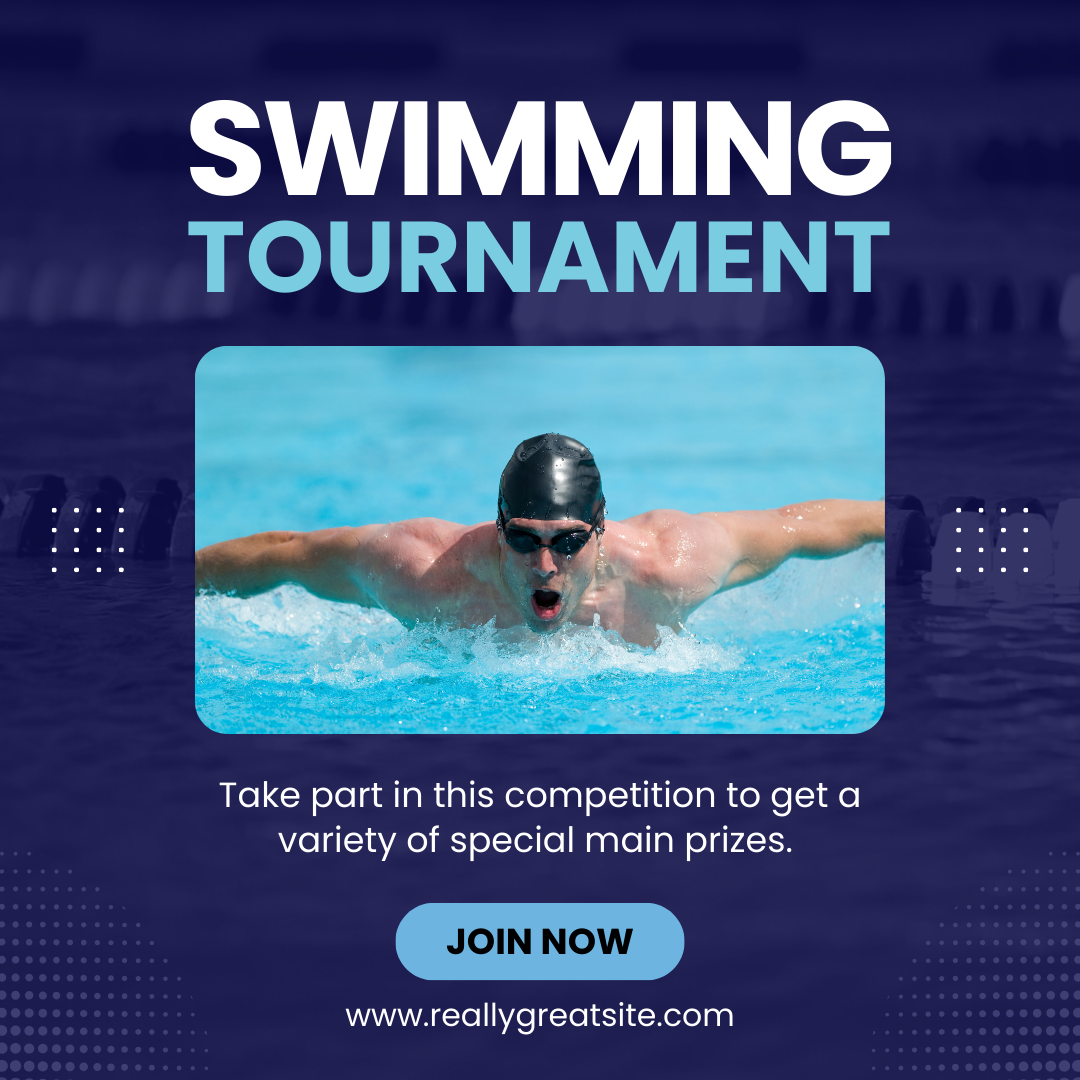 SWIMMING
TOURNAMENT
Take part in this competition to get a
variety of special main prizes.
JOIN NOW
www.reallygreatsite.com